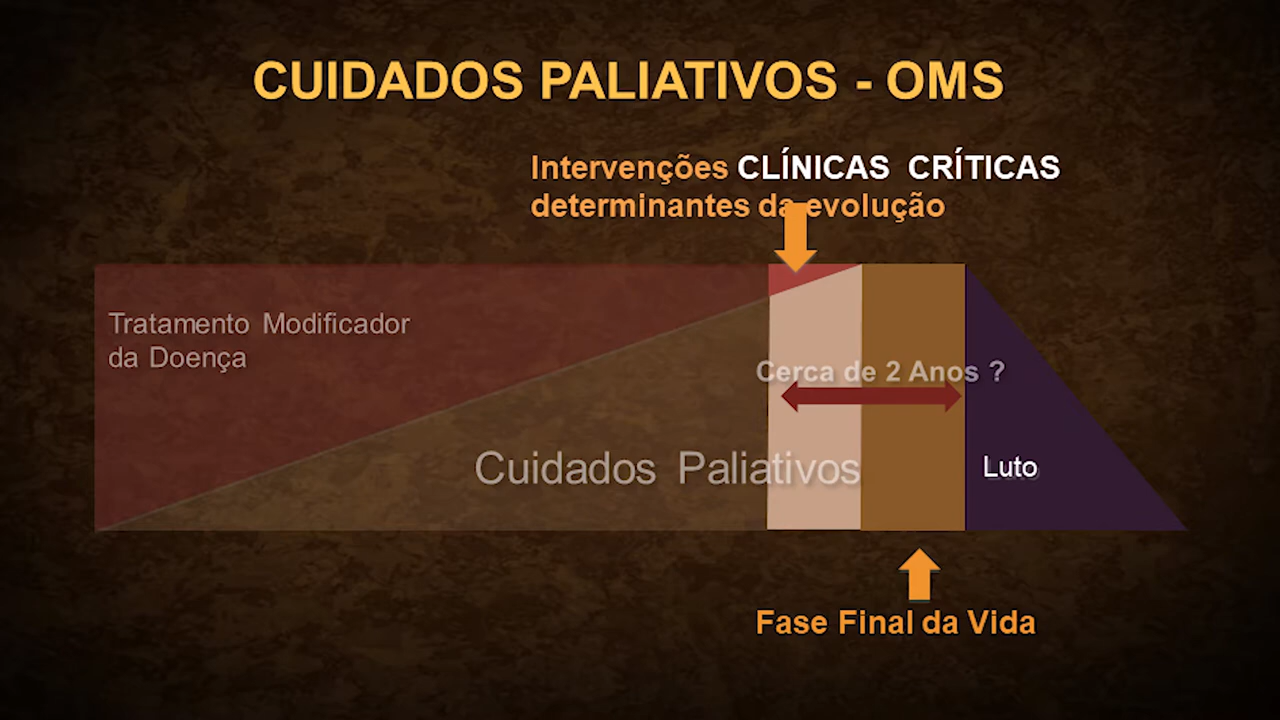 CUIDADOS PALIATIVOS - OMS
Intervenções CLÍNICAS CRÍTICAS
determinantes da evolução
Tratamento Modificador
da Doença
Cerca de 2 Anos ?
Cuidados Paliativos
Luto
Fase Final da Vida